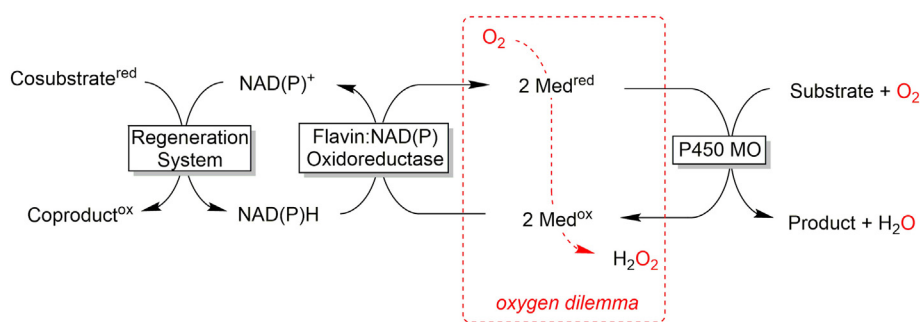 Cosubstrate^red
NAD(P)⁺
O₂
2 Med^red
Substrate + O₂
Regeneration
System
Flavin:NAD(P)
Oxidoreductase
P450 MO
Coproduct^ox
NAD(P)H
2 Med^ox
Product + H₂O
H₂O₂
oxygen dilemma